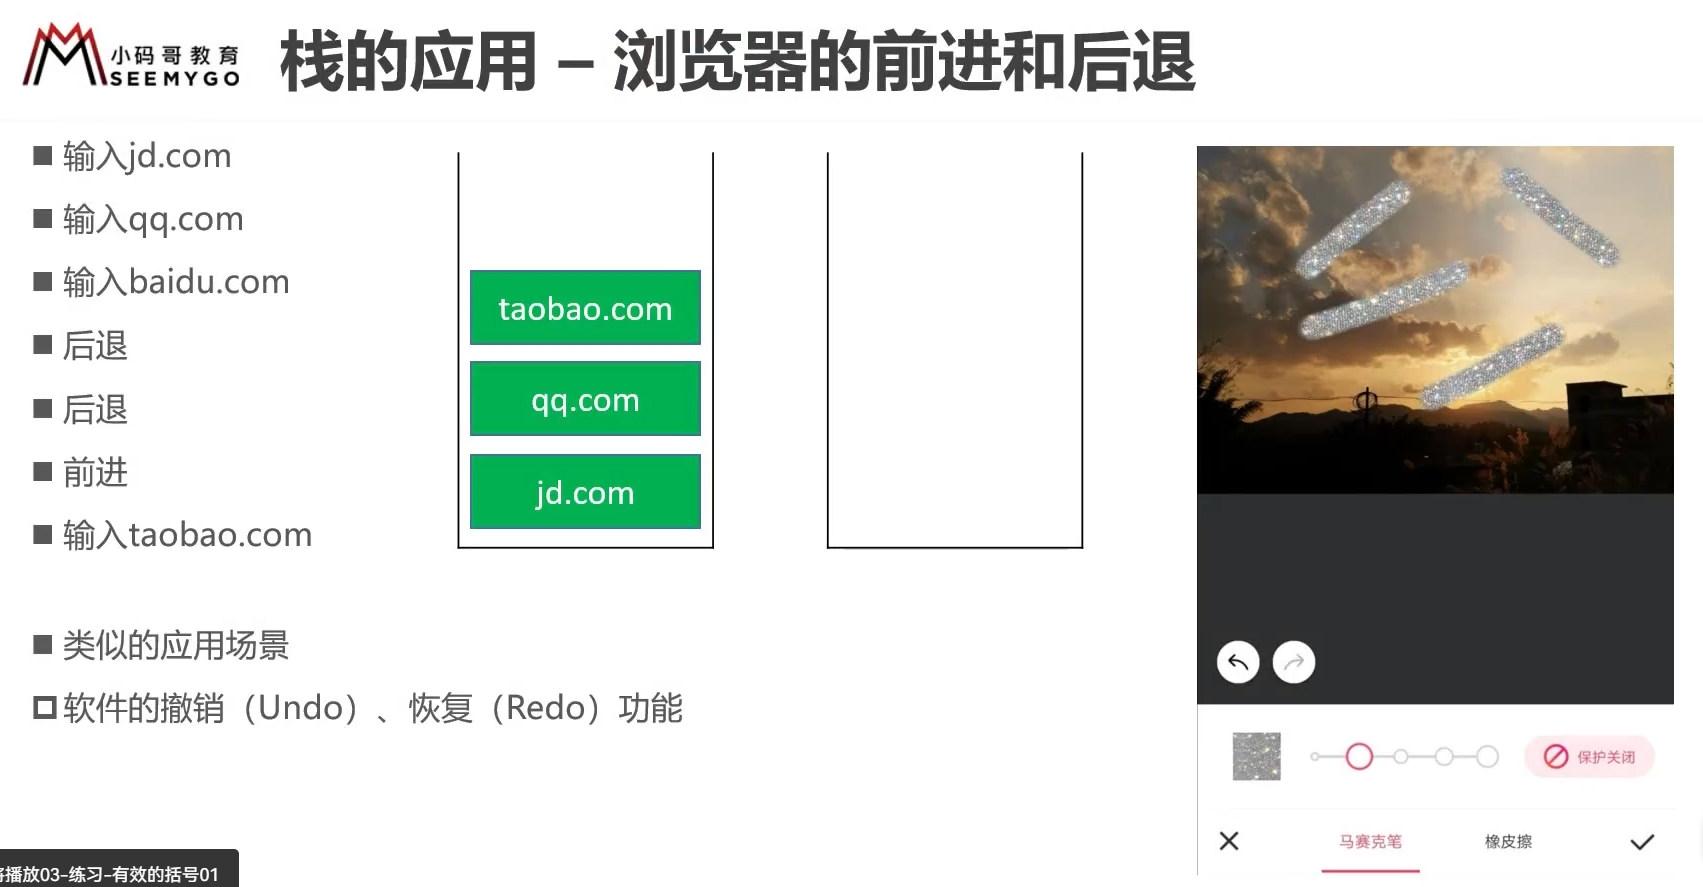 小码哥教育
SEEMYGO
栈的应用 – 浏览器的前进和后退
输入jd.com
输入qq.com
输入baidu.com
后退
后退
前进
输入taobao.com
taobao.com
qq.com
jd.com
类似的应用场景
软件的撤销（Undo）、恢复（Redo）功能
保护关闭
马赛克笔
橡皮擦
播放03-练习-有效的括号01